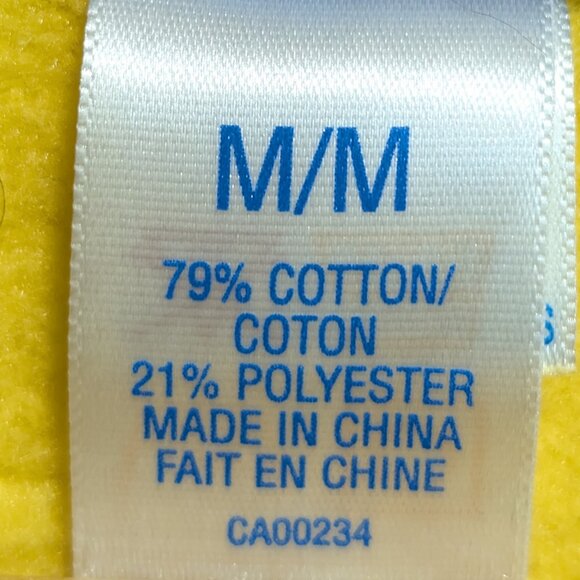 M/M
79% COTTON/
COTON
21% POLYESTER
MADE IN CHINA
FAIT EN CHINE
CA00234